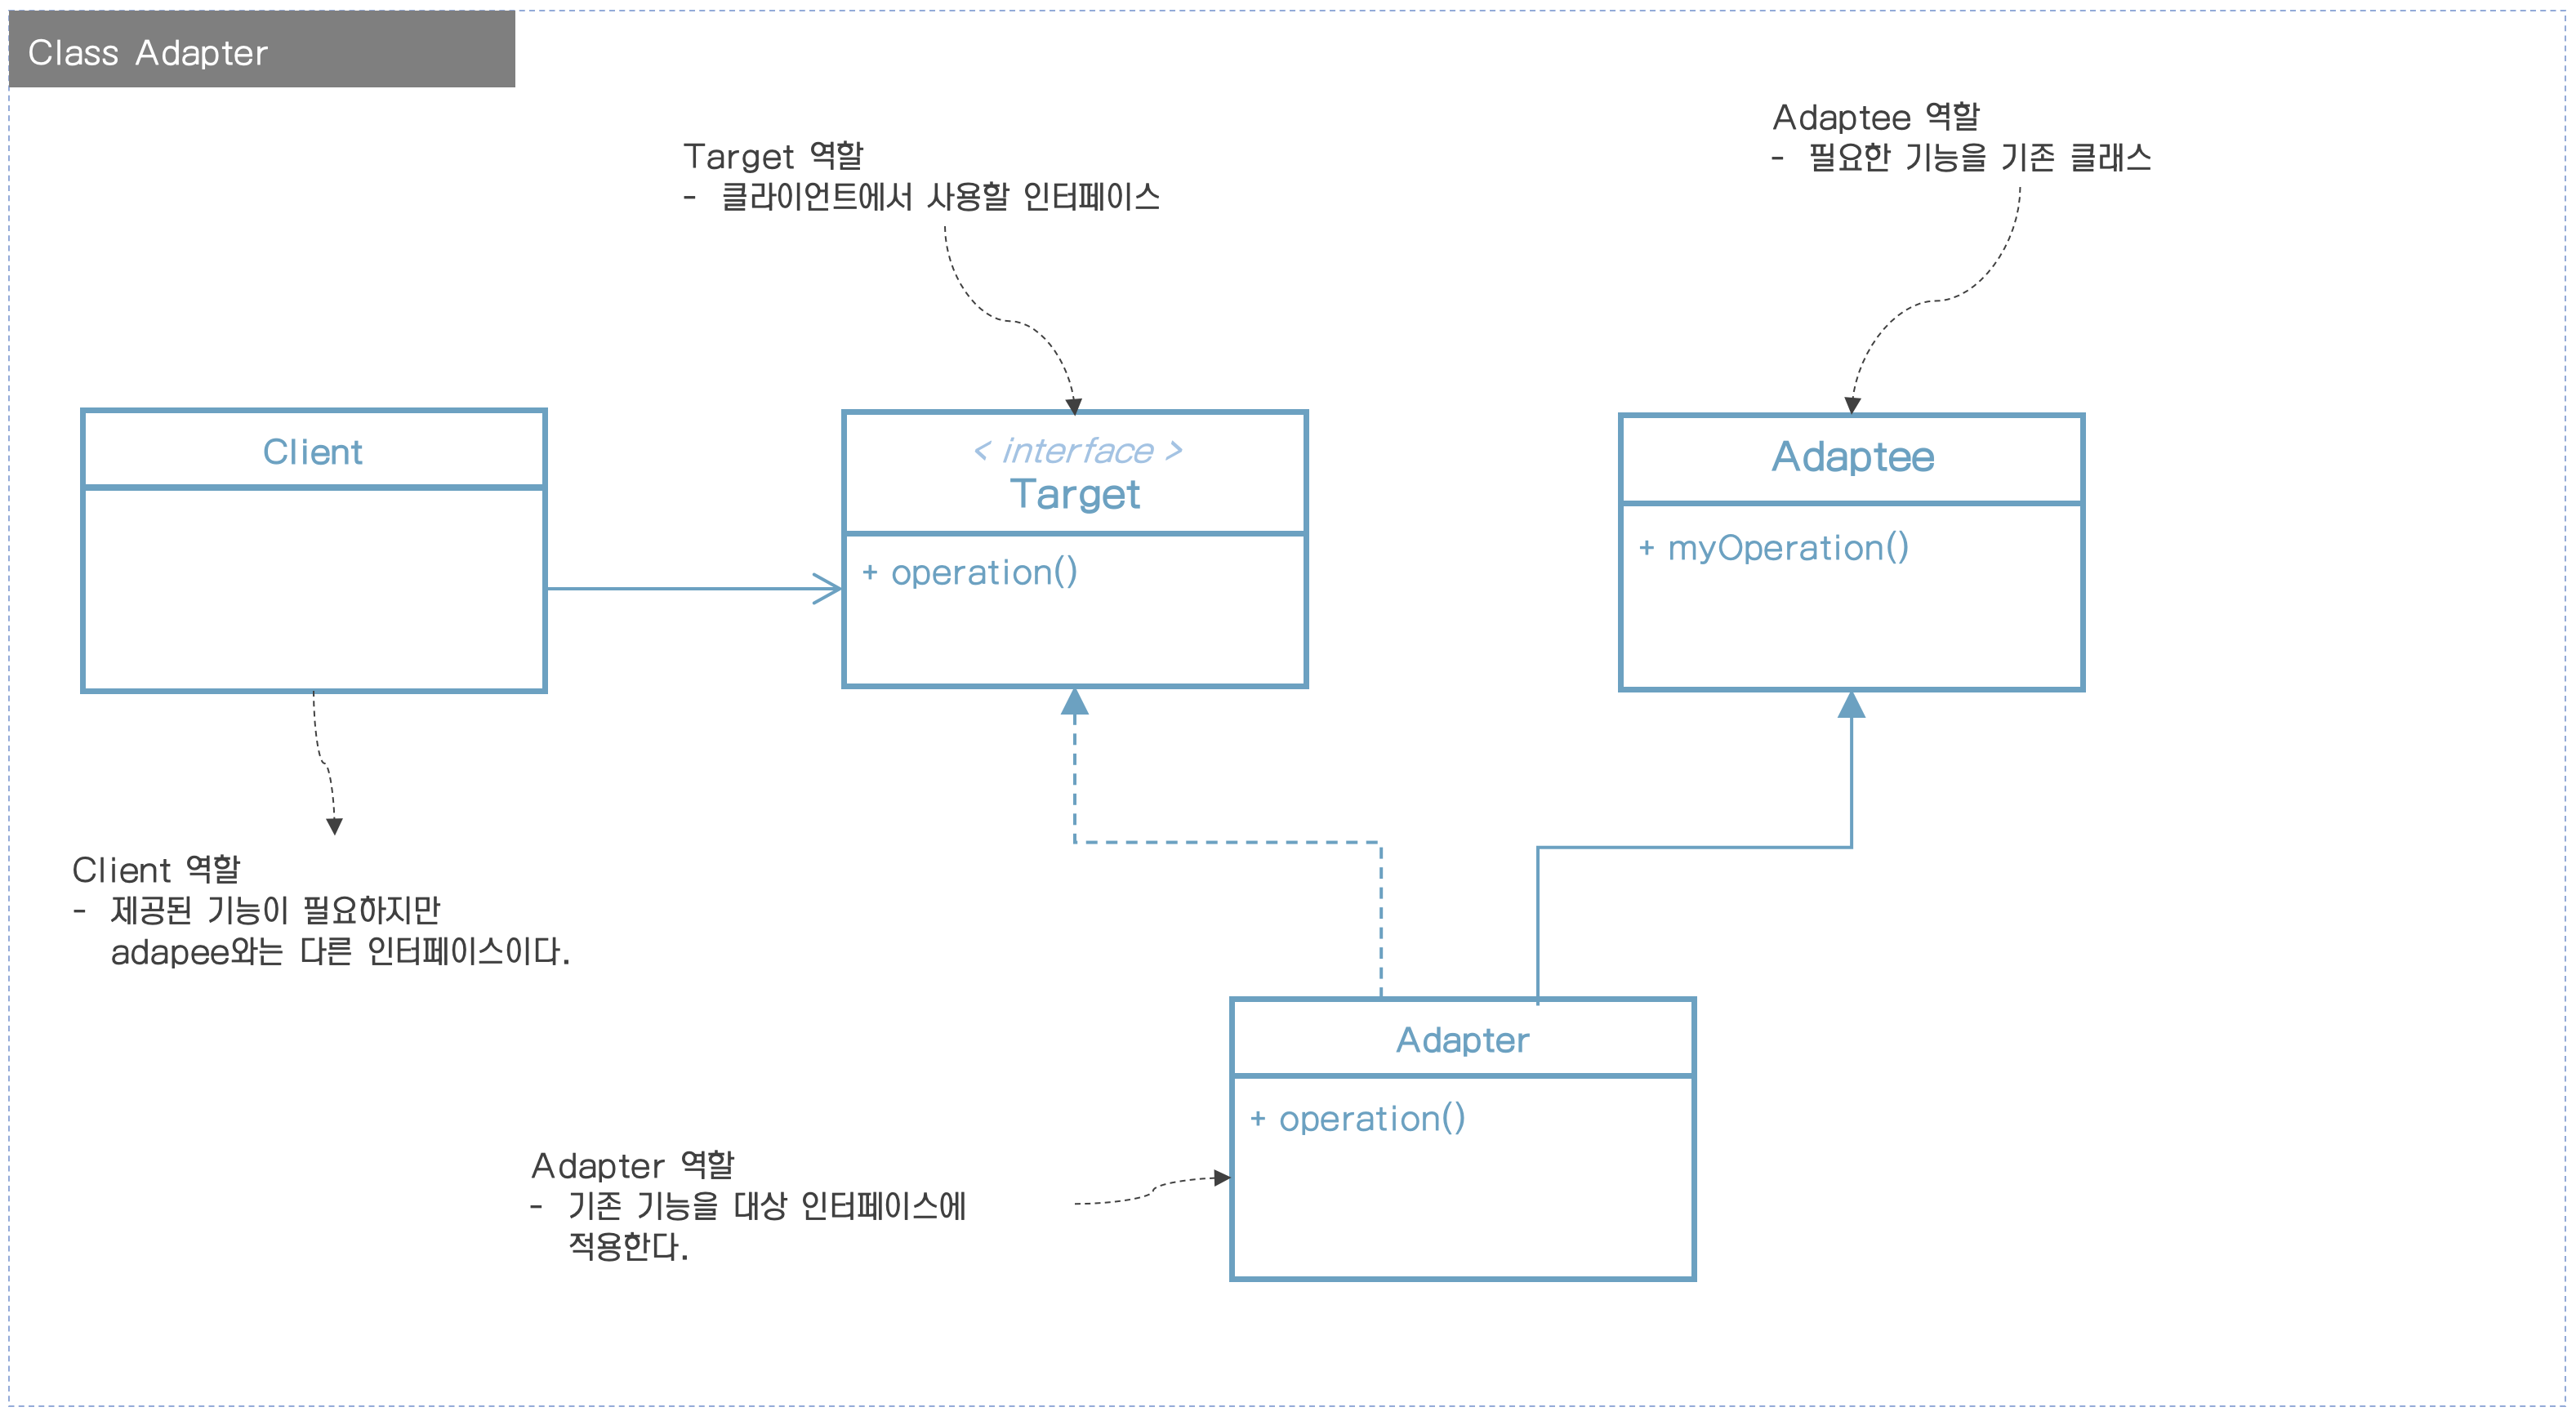 Class Adapter
Adaptee 역할
- 필요한 기능을 기존 클래스
Target 역할
- 클라이언트에서 사용할 인터페이스
Client
< interface >
Target
+ operation()
Adaptee
+ myOperation()
Client 역할
- 제공된 기능이 필요하지만
adapee와는 다른 인터페이스이다.
Adapter
+ operation()
Adapter 역할
- 기존 기능을 대상 인터페이스에
적용한다.